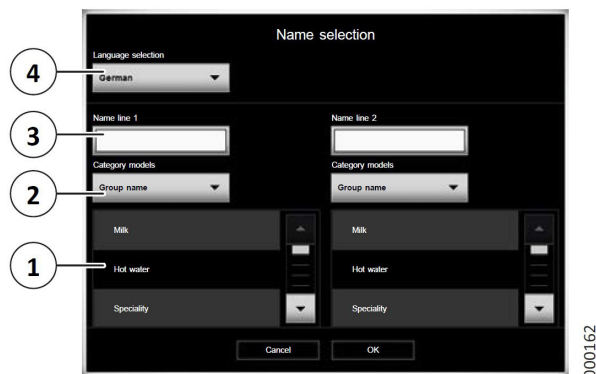 Name selection
Language selection
4
German
Name line 1
Name line 2
3
Category models
Category models
2
Group name
Group name
Milk
Milk
1
Hot water
Hot water
Speciality
Speciality
Cancel
OK
000162